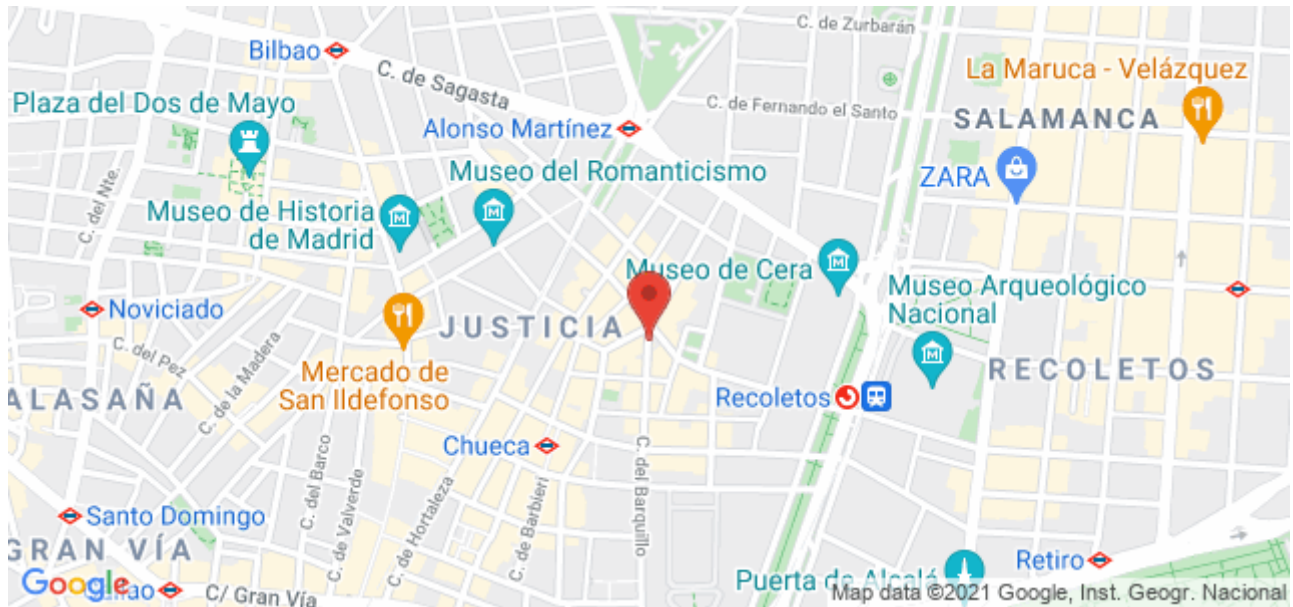 C. de Zurbarán
Bilbao
C. de Sagasta
La Maruca - Velázquez
Plaza del Dos de Mayo
C. de Fernando el Santo
SALAMANCA
Alonso Martínez
Museo del Romanticismo
ZARA
C. del Nte.
Museo de Historia
de Madrid
Museo de Cera
Museo Arqueológico
Nacional
Noviciado
JUSTICIA
C. del Pez
C. de la Madera
Mercado de
San Ildefonso
RECOLETOS
ALASAÑA
Recoletos
Chueca
C. del Barco
C. de Valverde
C. de Hortaleza
C. de Barbieri
C. del Barquillo
Santo Domingo
GRAN VÍA
Retiro
Google
ao
C/ Gran Vía
Puerta de Alcalá
Map data ©2021 Google, Inst. Geogr. Nacional